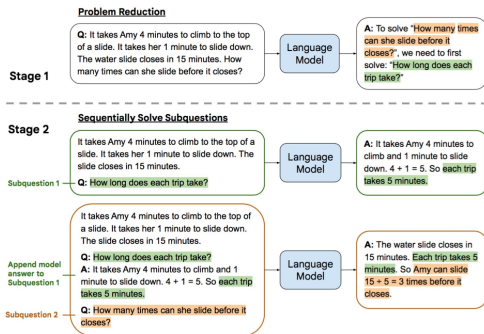 Problem Reduction
Q: It takes Amy 4 minutes to climb to the top
of a slide. It takes her 1 minute to slide down.
The water slide closes in 15 minutes. How
many times can she slide before it closes?
Language
Model
A: To solve “How many times
can she slide before it
closes?”, we need to first
solve: “How long does each
trip take?”
Stage 1
Stage 2
Sequentially Solve Subquestions
It takes Amy 4 minutes to climb to the top of
a slide. It takes her 1 minute to slide down. The
slide closes in 15 minutes.
Subquestion 1
Q: How long does each trip take?
Language
Model
A: It takes Amy 4 minutes to
climb and 1 minute to slide
down. 4 + 1 = 5. So each trip
takes 5 minutes.
It takes Amy 4 minutes to climb to the top of
a slide. It takes her 1 minute to slide down.
The slide closes in 15 minutes.
Append model
answer to
Subquestion 1
Q: How long does each trip take?
A: It takes Amy 4 minutes to climb and 1
minute to slide down. 4 + 1 = 5. So each trip
takes 5 minutes.
Subquestion 2
Q: How many times can she slide before it
closes?
Language
Model
A: The water slide closes in
15 minutes. Each trip takes 5
minutes. So Amy can slide
15 ÷ 5 = 3 times before it
closes.